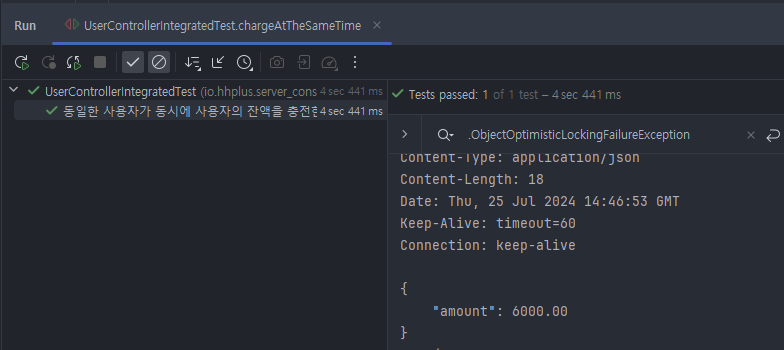 Run
UserControllerIntegratedTest.chargeAtTheSameTime
UserControllerIntegratedTest (io.hhplus.server_cons 4 sec 441 ms
동일한 사용자가 동시에 사용자의 잔액을 충전한 4 sec 441 ms
Tests passed: 1 of 1 test – 4 sec 441 ms
.ObjectOptimisticLockingFailureException
Content-Type: application/json
Content-Length: 18
Date: Thu, 25 Jul 2024 14:46:53 GMT
Keep-Alive: timeout=60
Connection: keep-alive
{
"amount": 6000.00
}